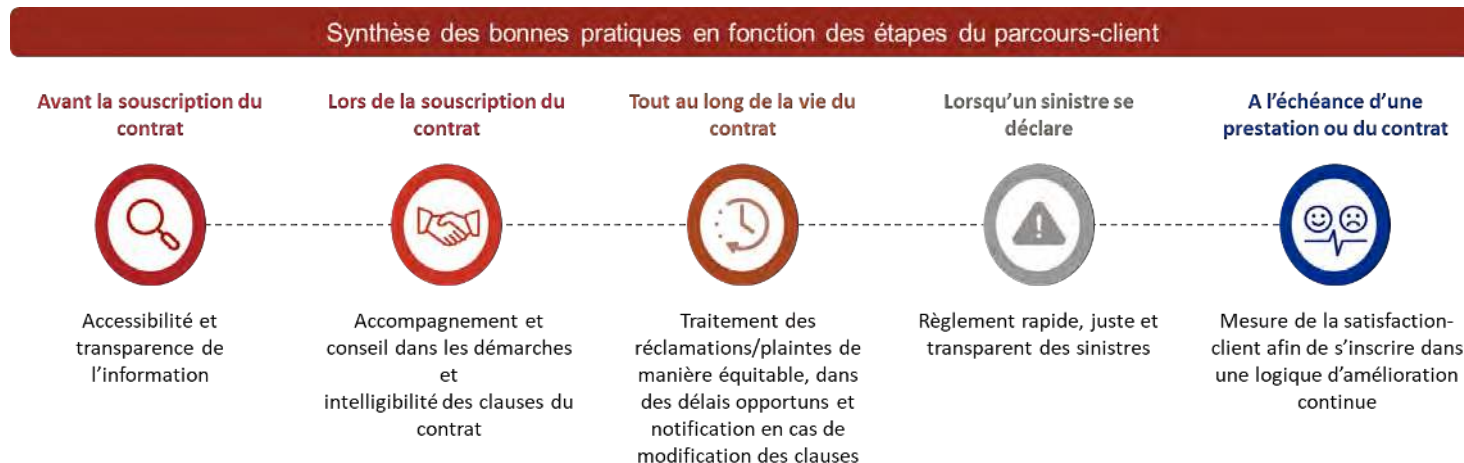 Synthèse des bonnes pratiques en fonction des étapes du parcours-client
Avant la souscription du
contrat
Accessibilité et
transparence de
l'information
Lors de la souscription du
contrat
Accompagnement et
conseil dans les démarches
et
intelligibilité des clauses du
contrat
Tout au long de la vie du
contrat
Traitement des
réclamations/plaintes de
manière équitable, dans
des délais opportuns et
notification en cas de
modification des clauses
Lorsqu'un sinistre se
déclare
Règlement rapide, juste et
transparent des sinistres
A l'échéance d'une
prestation ou du contrat
Mesure de la satisfaction-
client afin de s'inscrire dans
une logique d'amélioration
continue